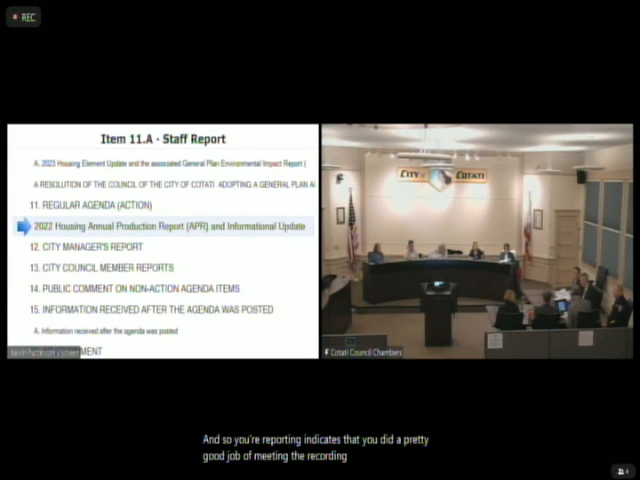 REC
Item 11.A - Staff Report
A. 2023 Housing Element Update and the associated General Plan Environmental Impact Report (
A RESOLUTION OF THE COUNCIL OF THE CITY OF COTATI ADOPTING A GENERAL PLAN A
11. REGULAR AGENDA (ACTION)
2022 Housing Annual Production Report (APR) and Informational Update
12. CITY MANAGER'S REPORT
13. CITY COUNCIL MEMBER REPORTS
14. PUBLIC COMMENT ON NON-ACTION AGENDA ITEMS
15. INFORMATION RECEIVED AFTER THE AGENDA WAS POSTED
A. Information received after the agenda was posted
MENT
CITY COTATI
Cotati Council Chambers
And so you're reporting indicates that you did a pretty
good job of meeting the recording